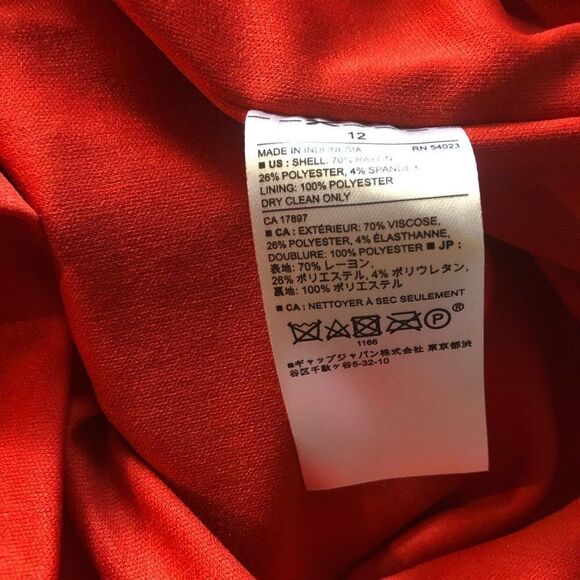 12
MADE IN INDONESIA RN 54023
■ US : SHELL: 70% RAYON
26% POLYESTER, 4% SPANDEX
LINING: 100% POLYESTER
DRY CLEAN ONLY
CA 17897
■ CA : EXTÉRIEUR: 70% VISCOSE,
26% POLYESTER, 4% ÉLASTHANNE,
DOUBLURE: 100% POLYESTER ■ JP :
表地: 70% レーヨン,
26% ポリエステル, 4% ポリウレタン,
裏地: 100% ポリエステル
■ CA : NETTOYER À SEC SEULEMENT
P ®
1166
■ギャップジャパン株式会社 東京都渋
谷区千駄ヶ谷5-32-10